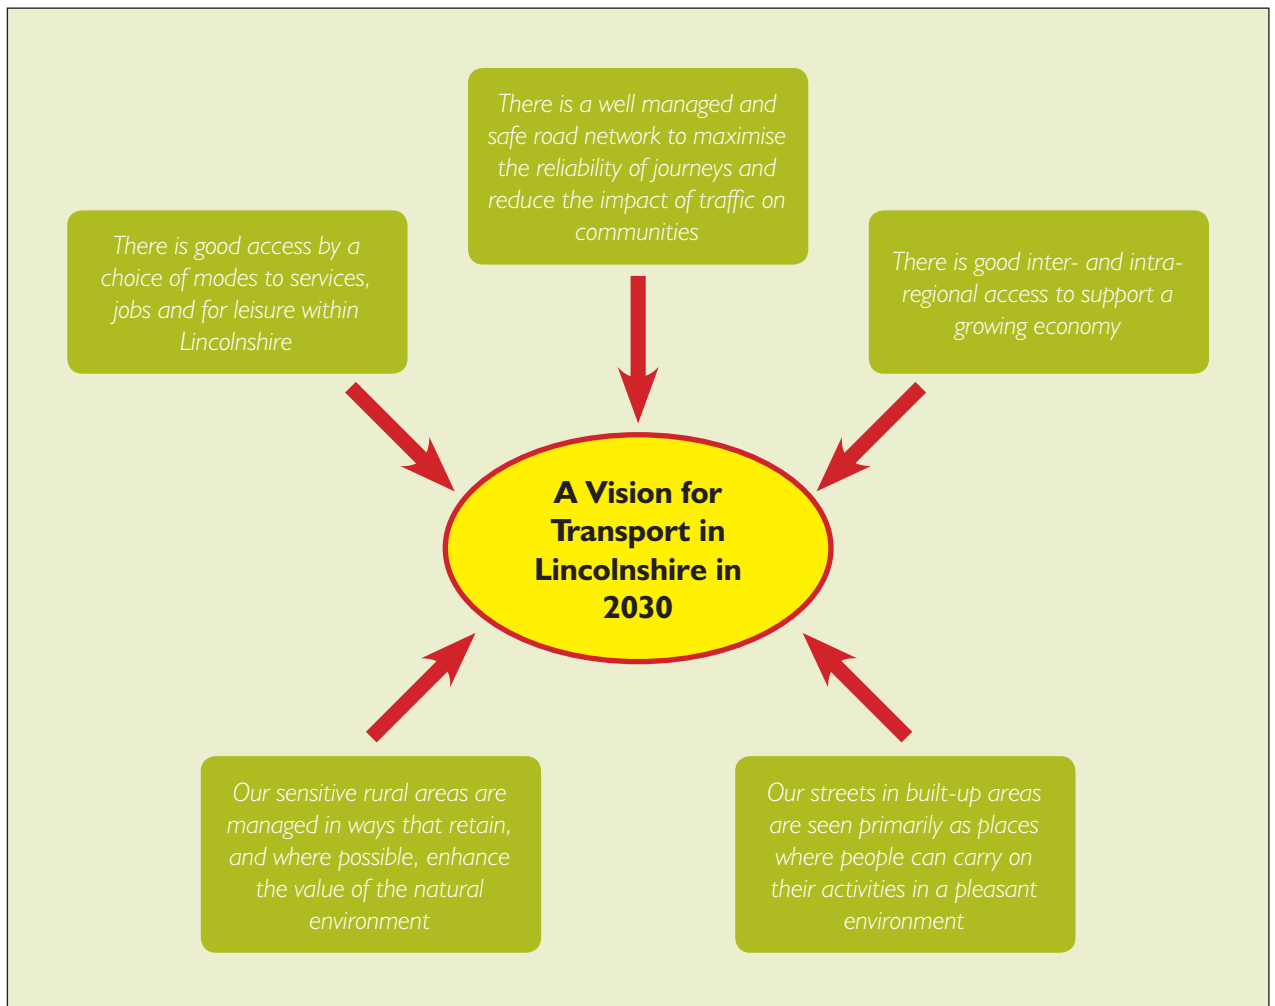 There is a well managed and
safe road network to maximise
the reliability of journeys and
reduce the impact of traffic on
communities
There is good access by a
choice of modes to services,
jobs and for leisure within
Lincolnshire
There is good inter- and intra-
regional access to support a
growing economy
A Vision for
Transport in
Lincolnshire in
2030
Our sensitive rural areas are
managed in ways that retain,
and where possible, enhance
the value of the natural
environment
Our streets in built-up areas
are seen primarily as places
where people can carry on
their activities in a pleasant
environment